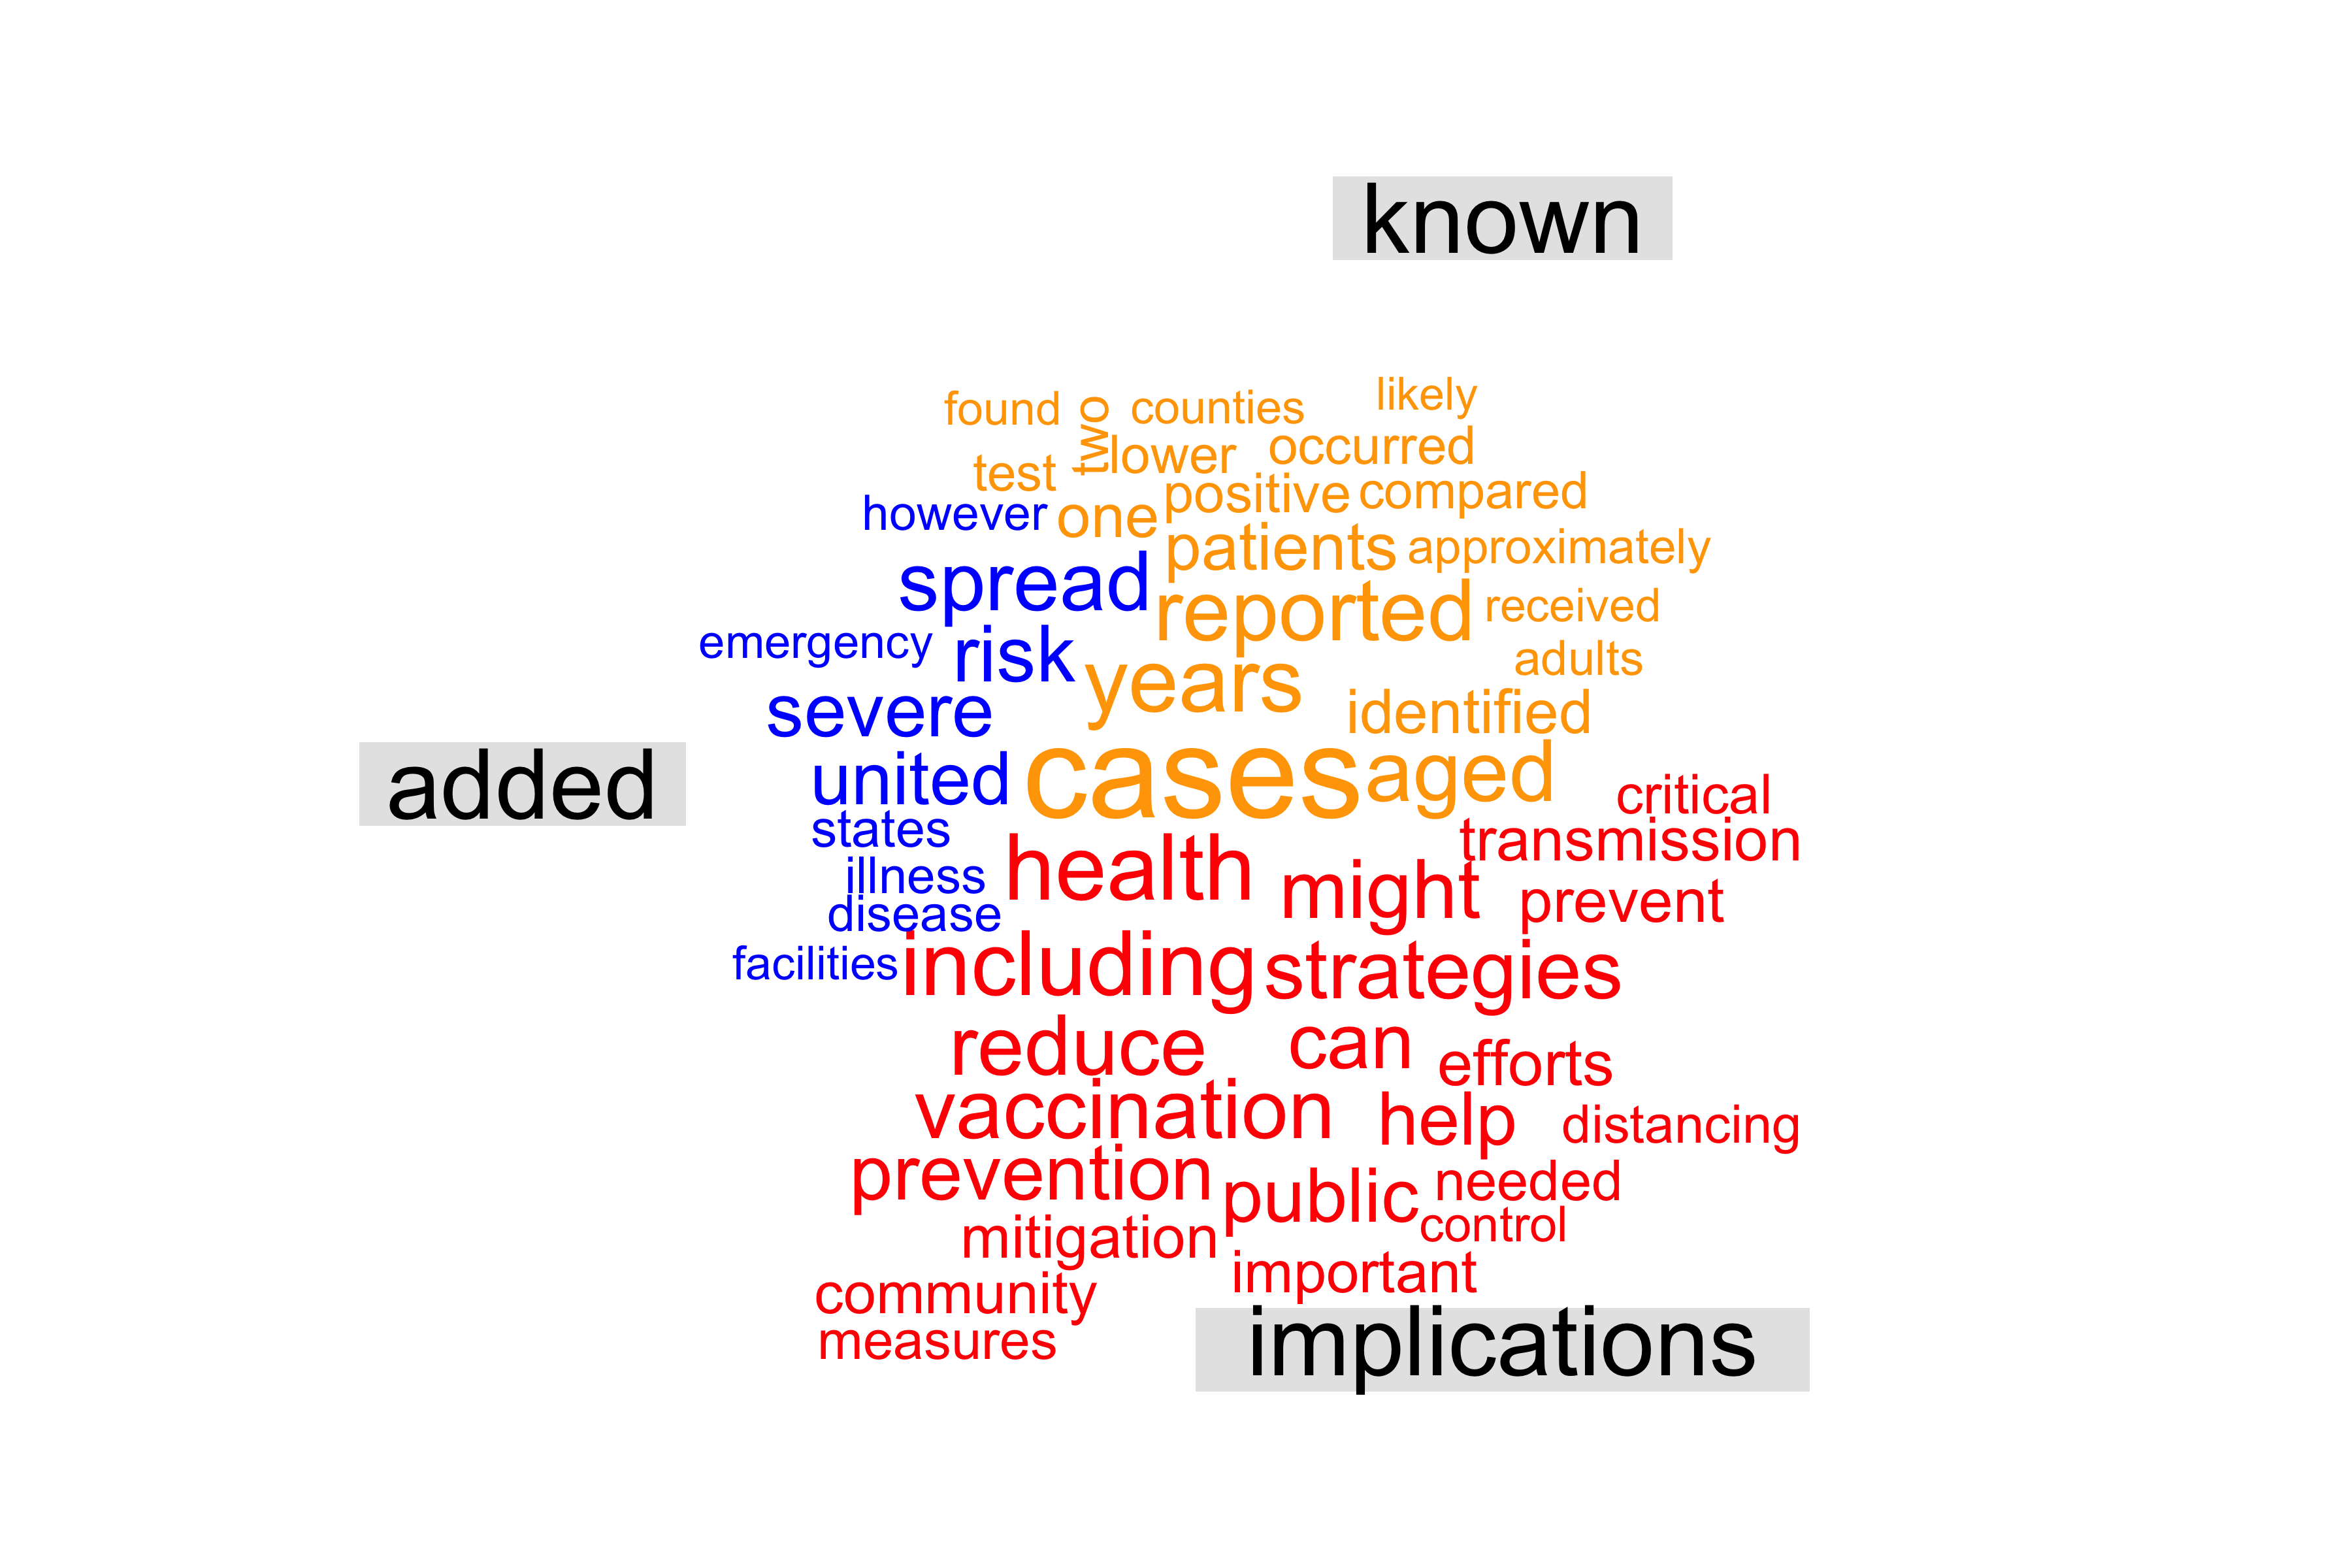 known
found two counties likely
lower occurred
test
positive compared
however one
patients approximately
spread
reported received
emergency risk
years adults
severe identified
added united cases aged critical
states transmission
illness health might prevent
disease
facilities including strategies
reduce can efforts
vaccination help distancing
prevention public needed
mitigation control
community important
measures implications